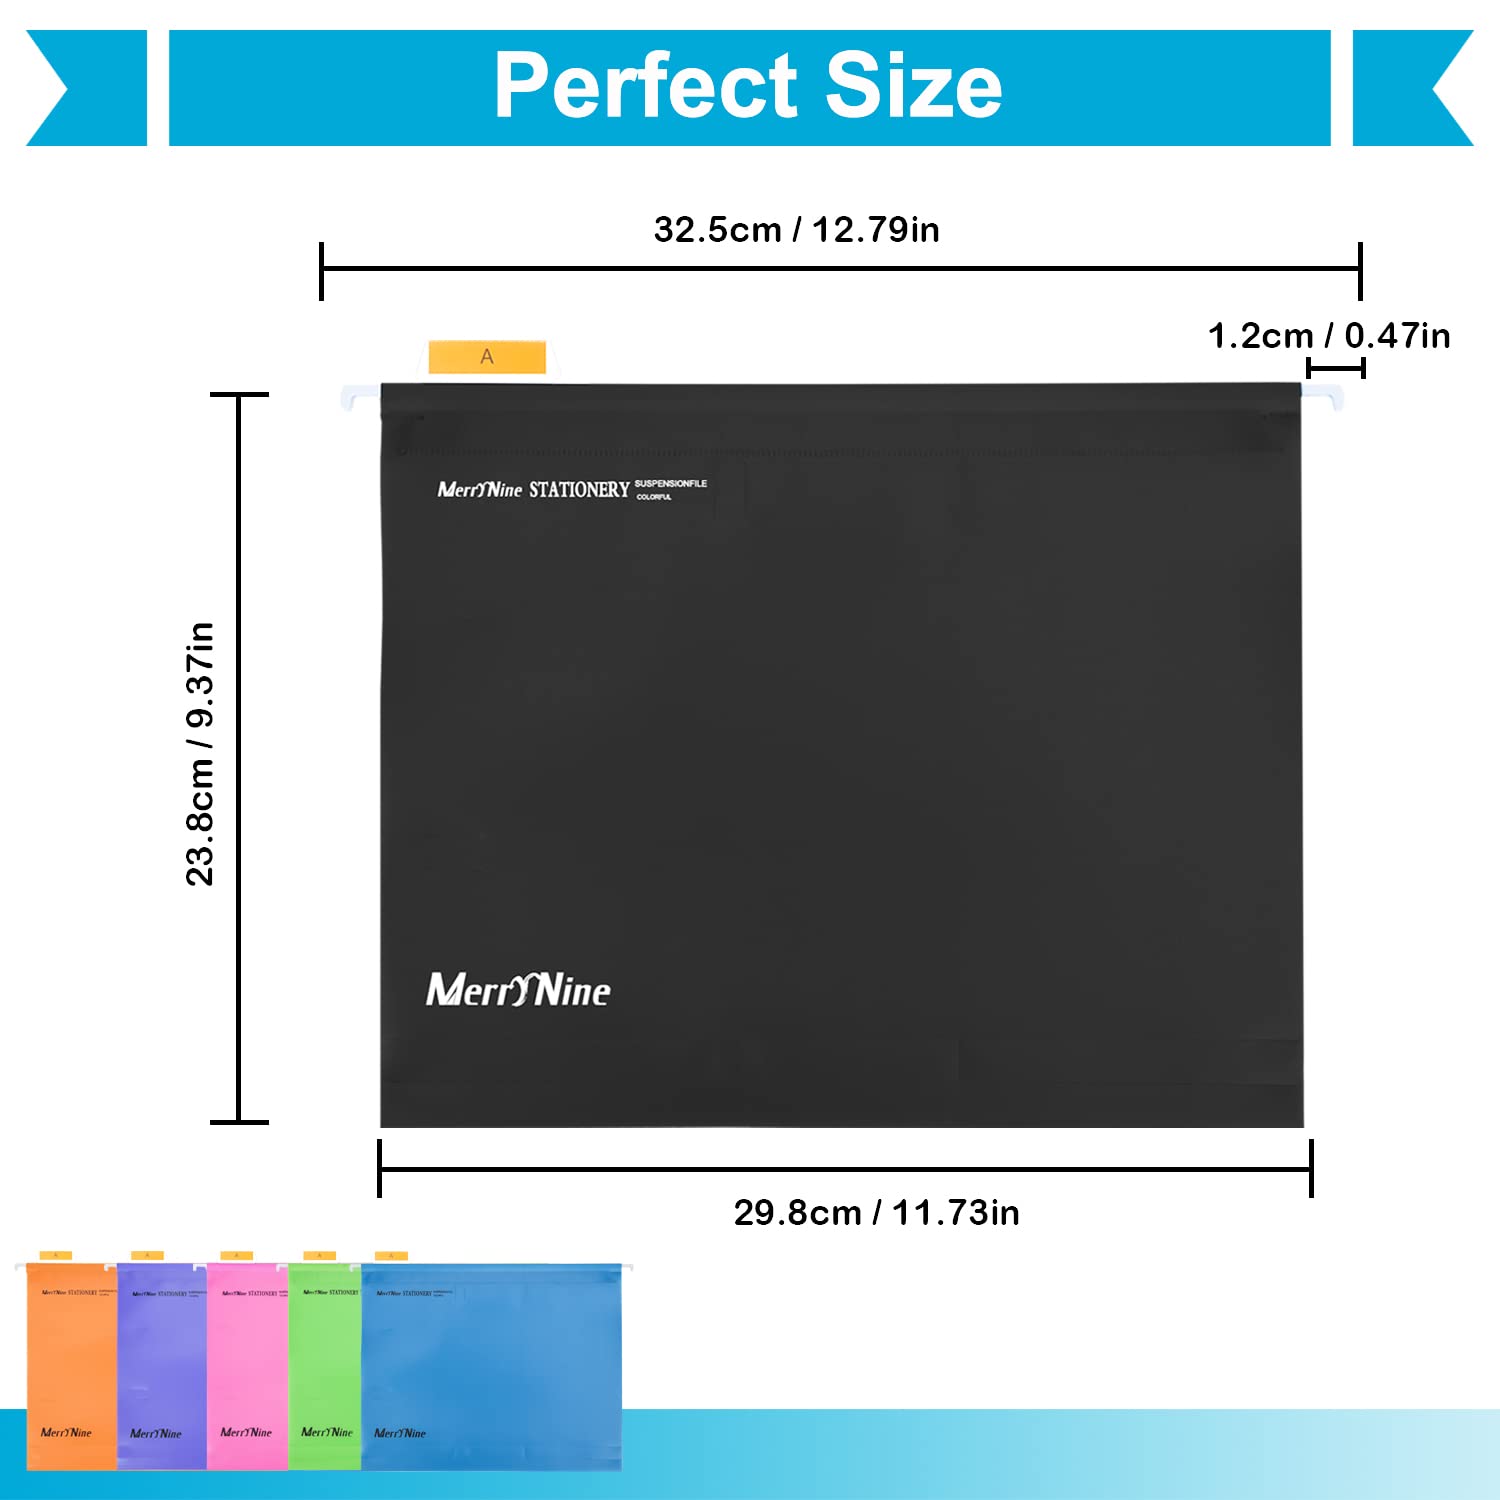 Perfect Size
32.5cm / 12.79in
1.2cm / 0.47in
A
MerryNine STATIONERY SUSPENSIONFILE
COLORFUL
23.8cm / 9.37in
MerryNine
29.8cm / 11.73in
A A A A A
MerryNine STATIONERY MerryNine STATIONERY MerryNine STATIONERY MerryNine STATIONERY MerryNine STATIONERY
MerryNine MerryNine MerryNine MerryNine MerryNine